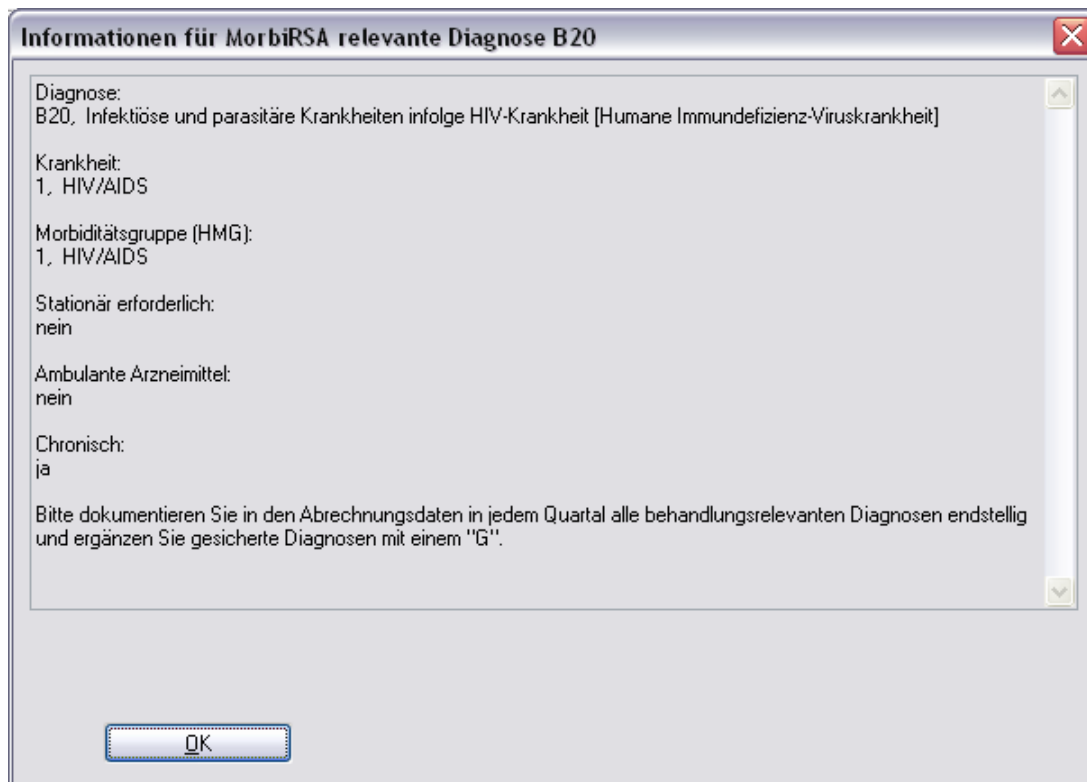 Informationen für MorbiRSA relevante Diagnose B20
Diagnose:
B20,  Infektiöse und parasitäre Krankheiten infolge HIV-Krankheit [Humane Immundefizienz-Viruskrankheit]
Krankheit:
1,  HIV/AIDS
Morbiditätsgruppe (HMG):
1,  HIV/AIDS
Stationär erforderlich:
nein
Ambulante Arzneimittel:
nein
Chronisch:
ja
Bitte dokumentieren Sie in den Abrechnungsdaten in jedem Quartal alle behandlungsrelevanten Diagnosen endstellig
und ergänzen Sie gesicherte Diagnosen mit einem "G".
OK